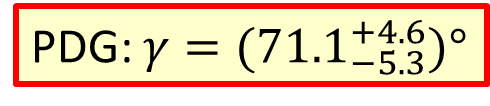 PDG: γ = (71.1 +4.6 −5.3)°